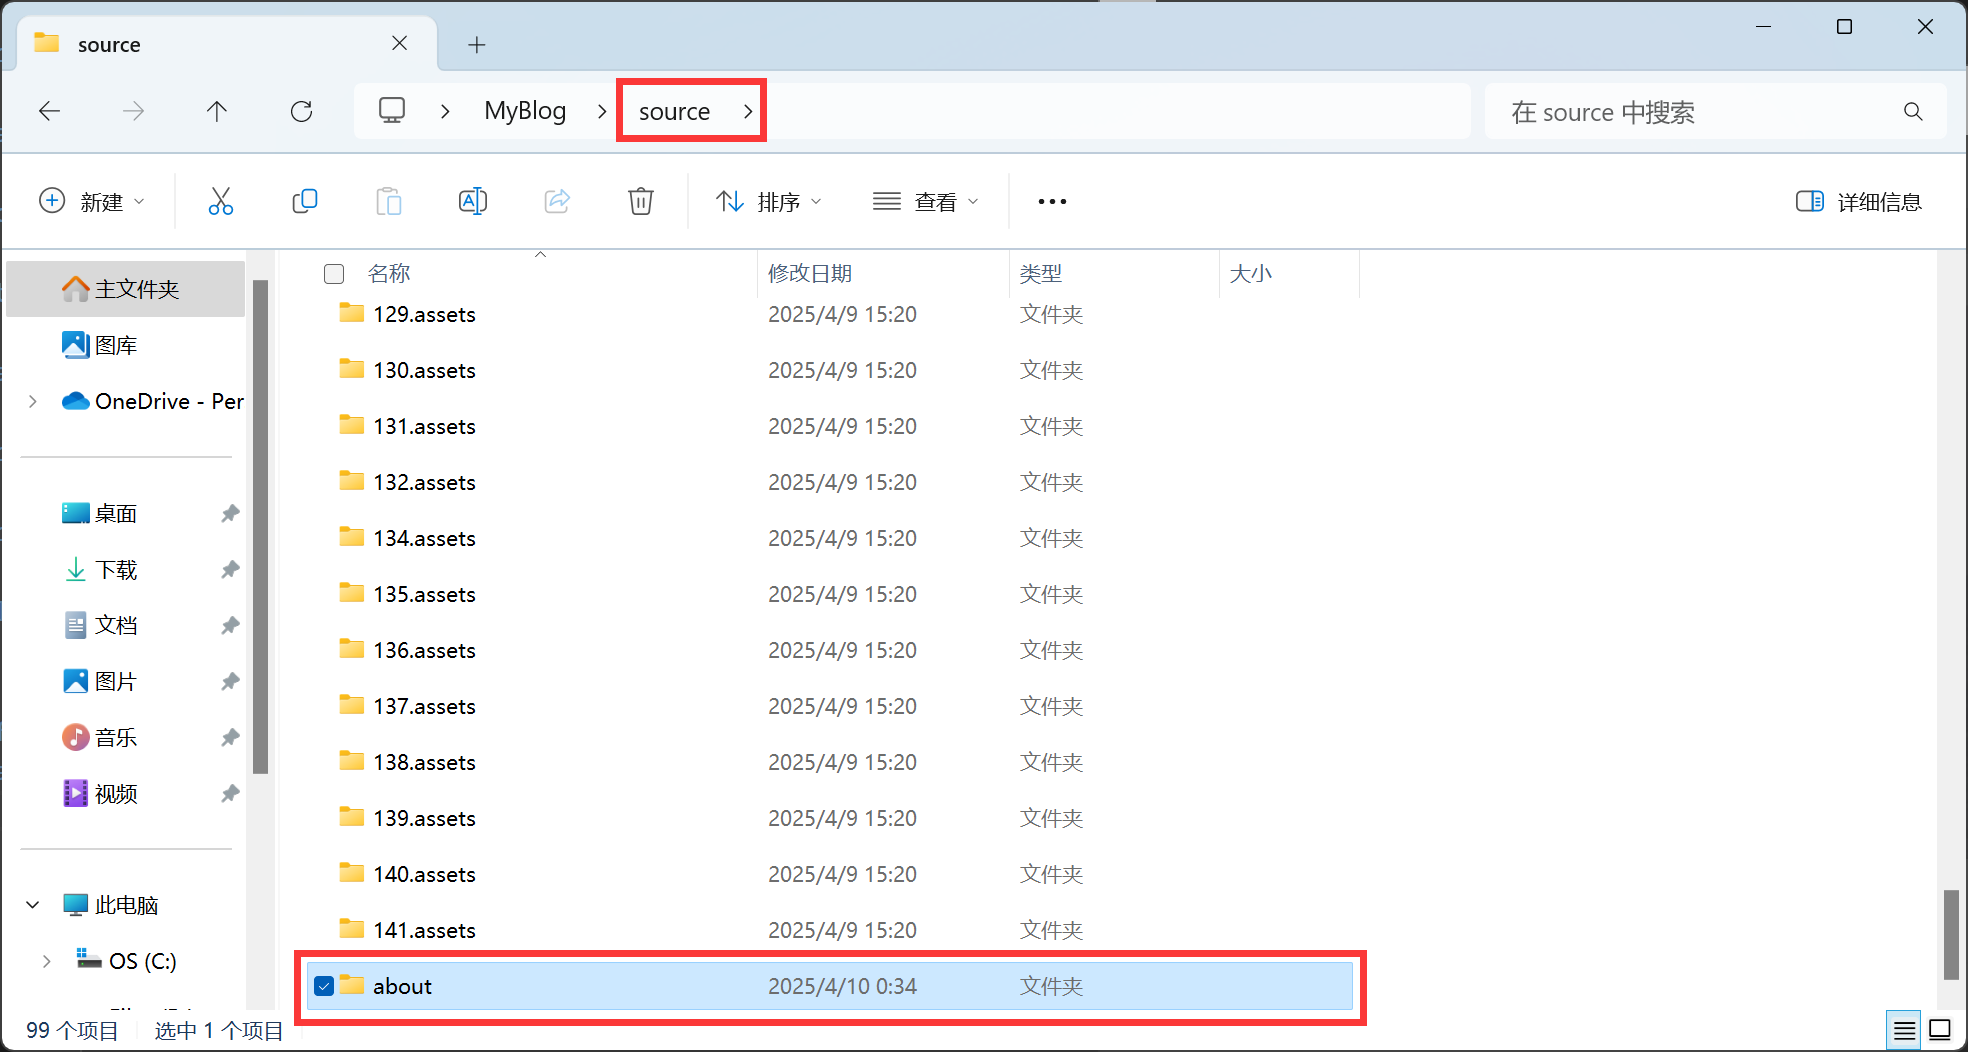 source
MyBlog source
在 source 中搜索
新建 排序 查看 详细信息
名称 修改日期 类型 大小
主文件夹
图库
OneDrive - Per
桌面
下载
文档
图片
音乐
视频
此电脑
OS (C:)
129.assets 2025/4/9 15:20 文件夹
130.assets 2025/4/9 15:20 文件夹
131.assets 2025/4/9 15:20 文件夹
132.assets 2025/4/9 15:20 文件夹
134.assets 2025/4/9 15:20 文件夹
135.assets 2025/4/9 15:20 文件夹
136.assets 2025/4/9 15:20 文件夹
137.assets 2025/4/9 15:20 文件夹
138.assets 2025/4/9 15:20 文件夹
139.assets 2025/4/9 15:20 文件夹
140.assets 2025/4/9 15:20 文件夹
141.assets 2025/4/9 15:20 文件夹
about 2025/4/10 0:34 文件夹
99 个项目 选中 1 个项目